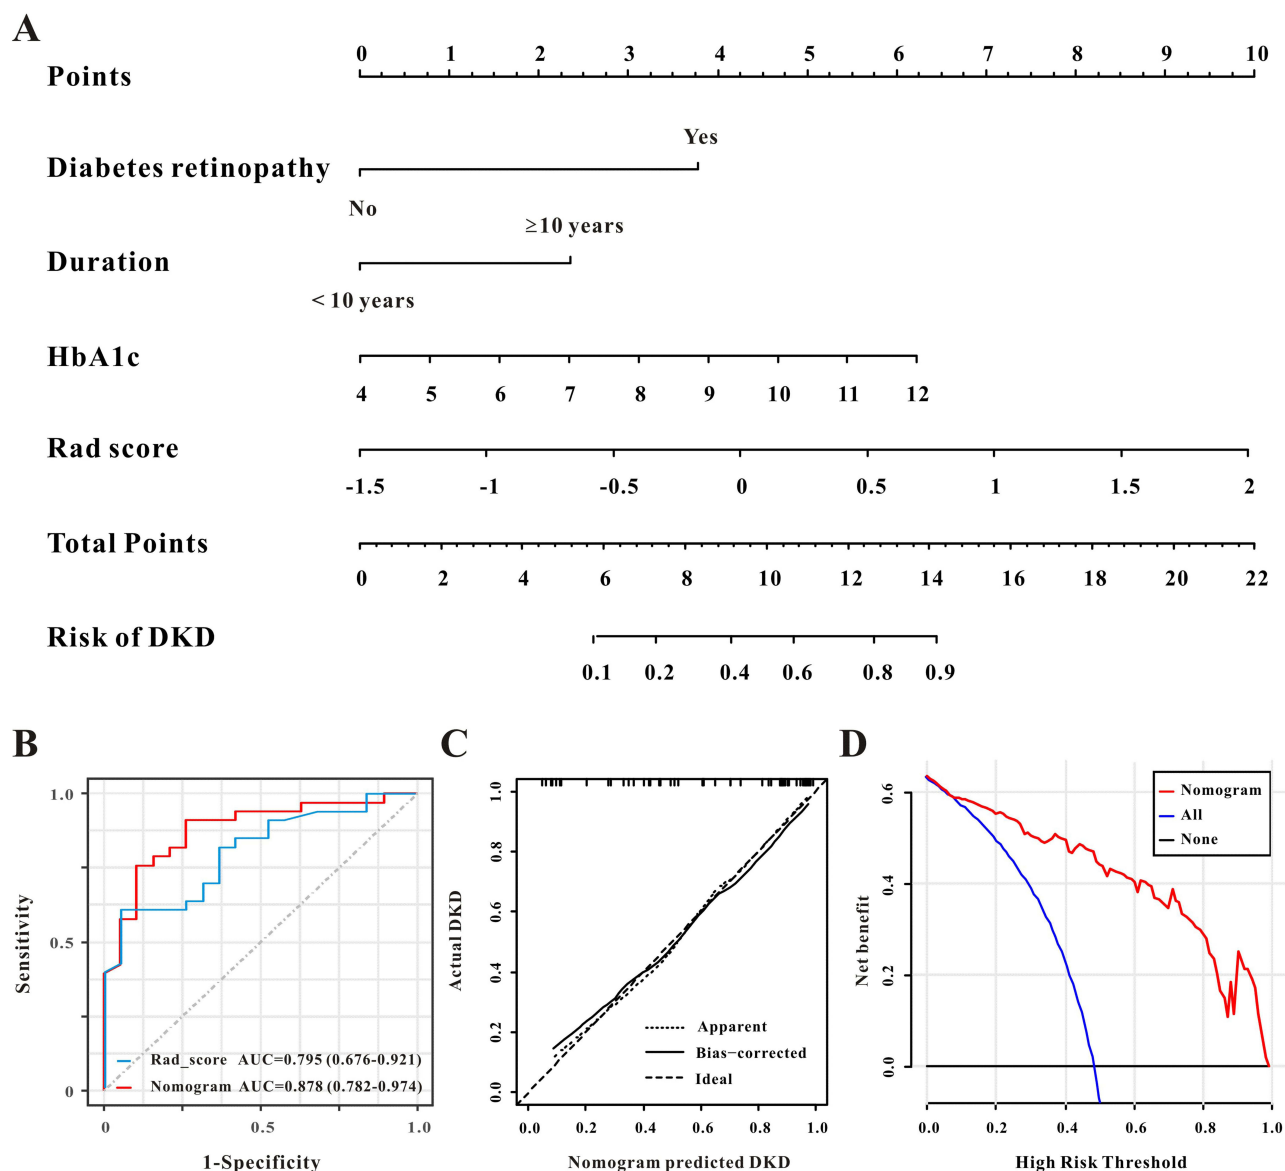 A
Points
0 1 2 3 4 5 6 7 8 9 10
Diabetes retinopathy
Yes
No
Duration
≥10 years
< 10 years
HbA1c
4 5 6 7 8 9 10 11 12
Rad score
-1.5 -1 -0.5 0 0.5 1 1.5 2
Total Points
0 2 4 6 8 10 12 14 16 18 20 22
Risk of DKD
0.1 0.2 0.4 0.6 0.8 0.9
B
Sensitivity
1.0
0.5
0
Rad_score AUC=0.795 (0.676-0.921)
Nomogram AUC=0.878 (0.782-0.974)
0 0.5 1.0
1-Specificity
C
Actual DKD
0.0 0.2 0.4 0.6 0.8 1.0
Apparent
Bias−corrected
Ideal
0.0 0.2 0.4 0.6 0.8 1.0
Nomogram predicted DKD
D
Net benefit
0.0 0.2 0.4 0.6
Nomogram
All
None
0.0 0.2 0.4 0.6 0.8 1.0
High Risk Threshold